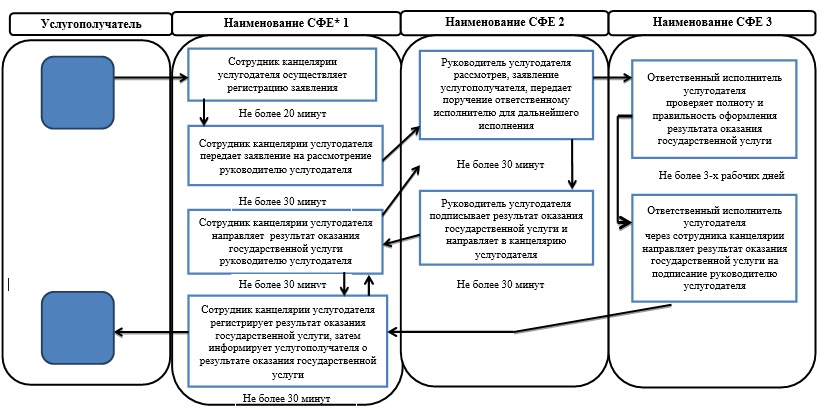 Услугополучатель
Наименование СФЕ* 1
Наименование СФЕ 2
Наименование СФЕ 3
Сотрудник канцелярии
услугодателя осуществляет
регистрацию заявления
Не более 20 минут
Сотрудник канцелярии услугодателя
передает заявление на рассмотрение
руководителю услугодателя
Не более 30 минут
Сотрудник канцелярии услугодателя
направляет результат оказания
государственной услуги
руководителю услугодателя
Не более 30 минут
Сотрудник канцелярии услугодателя
регистрирует результат оказания
государственной услуги, затем
информирует услугополучателя о
результате оказания государственной
услуги
Не более 30 минут
Руководитель услугодателя
рассмотрев, заявление
услугополучателя, передает
поручение ответственному
исполнителю для дальнейшего
исполнения
Не более 30 минут
Руководитель услугодателя
подписывает результат оказания
государственной услуги и
направляет в канцелярию
услугодателя
Не более 30 минут
Ответственный исполнитель
услугодателя
проверяет полноту и
правильность оформления
результата оказания
государственной услуги
Не более 3-х рабочих дней
Ответственный исполнитель
услугодателя
через сотрудника канцелярии
направляет результат оказания
государственной услуги на
подписание руководителю
услугодателя